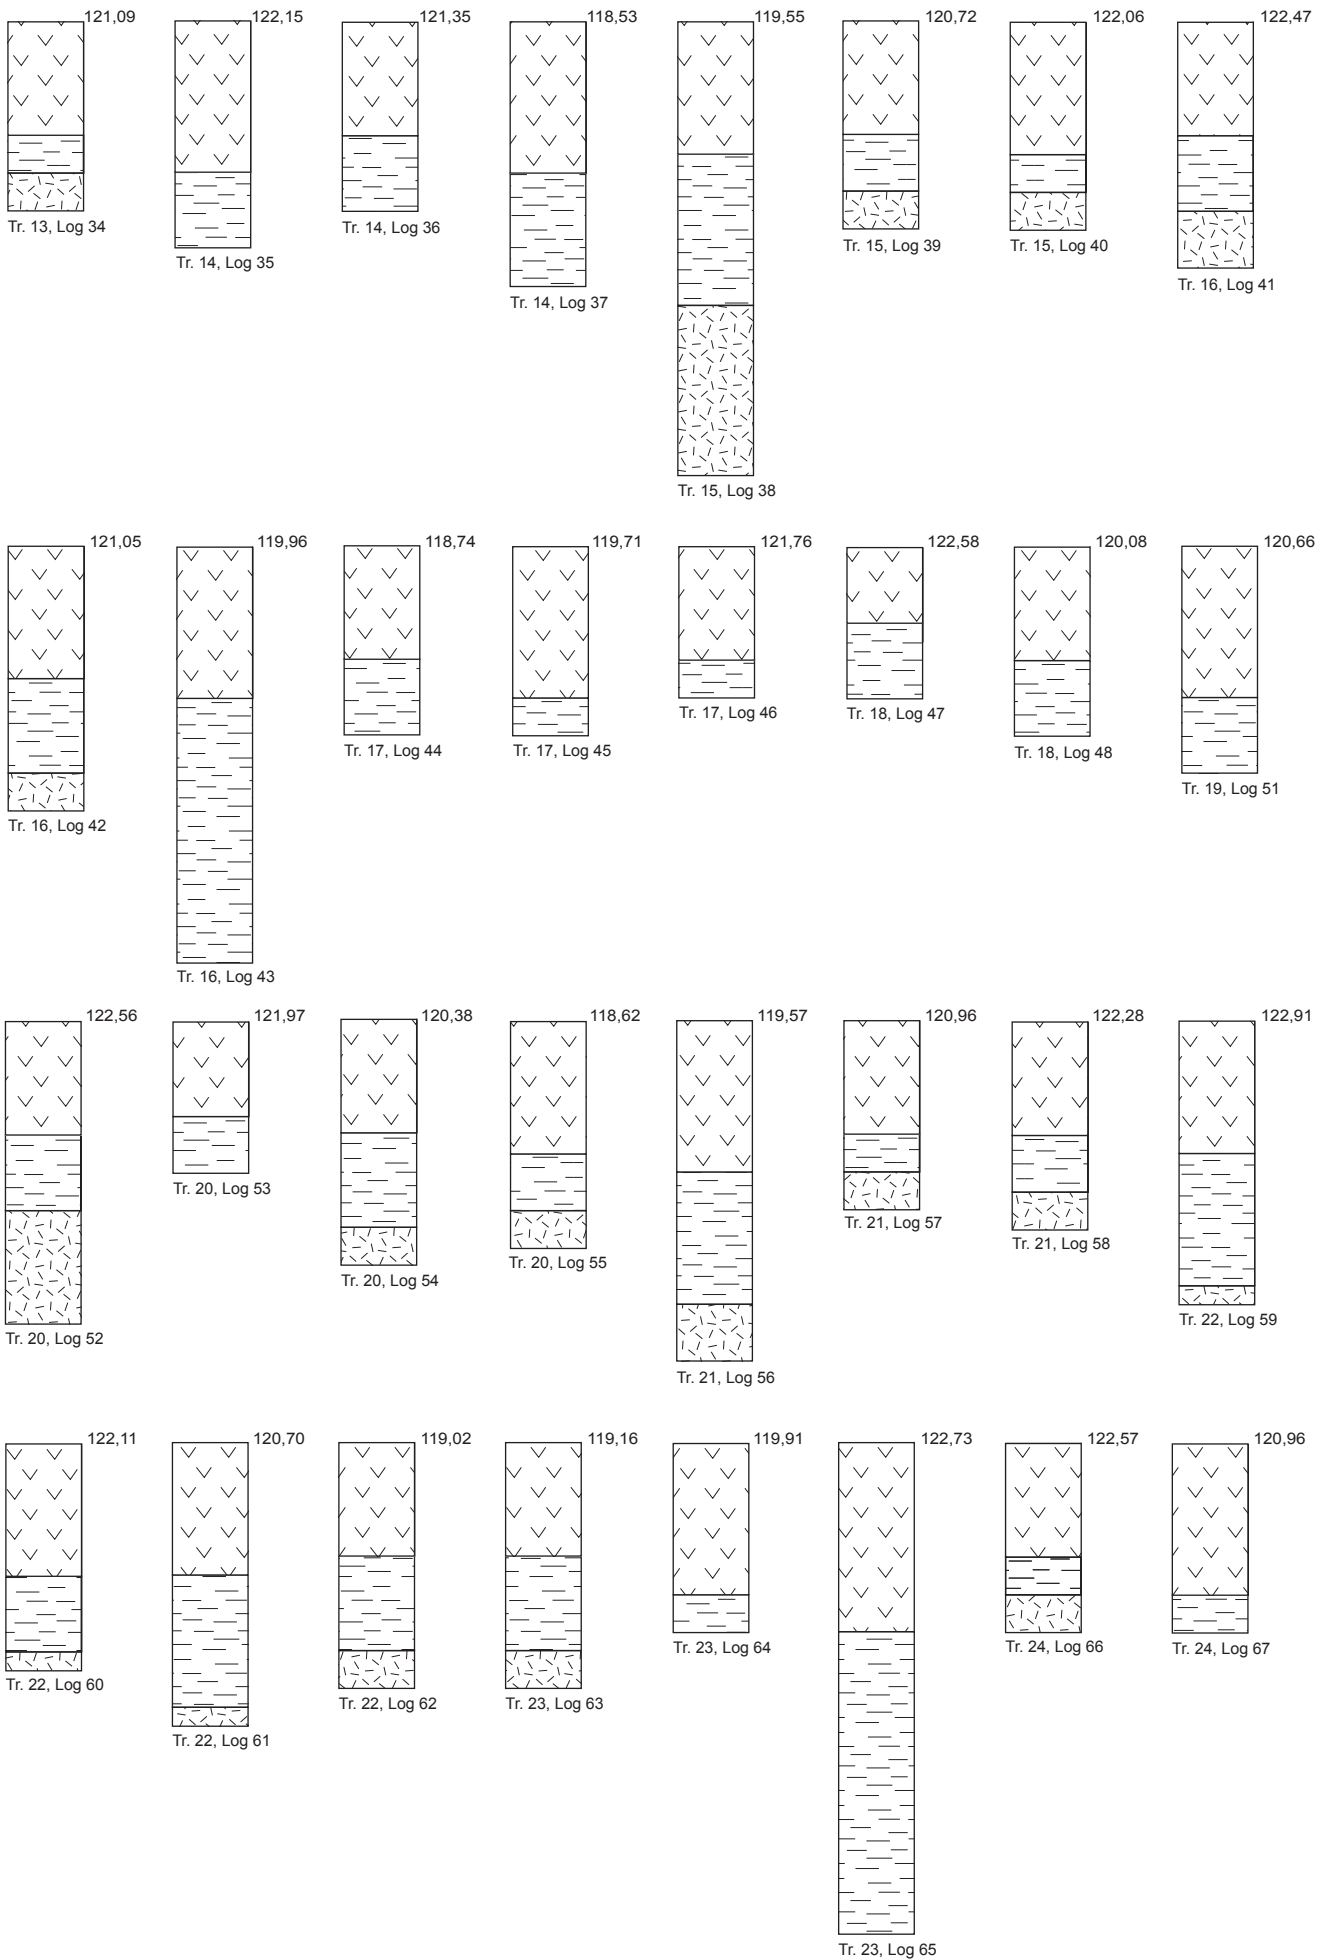 121,09 122,15 121,35 118,53 119,55 120,72 122,06 122,47
Tr. 13, Log 34
Tr. 14, Log 35
Tr. 14, Log 36
Tr. 14, Log 37
Tr. 15, Log 38
Tr. 15, Log 39
Tr. 15, Log 40
Tr. 16, Log 41
121,05 119,96 118,74 119,71 121,76 122,58 120,08 120,66
Tr. 16, Log 42
Tr. 16, Log 43
Tr. 17, Log 44
Tr. 17, Log 45
Tr. 17, Log 46
Tr. 18, Log 47
Tr. 18, Log 48
Tr. 19, Log 51
122,56 121,97 120,38 118,62 119,57 120,96 122,28 122,91
Tr. 20, Log 52
Tr. 20, Log 53
Tr. 20, Log 54
Tr. 20, Log 55
Tr. 21, Log 56
Tr. 21, Log 57
Tr. 21, Log 58
Tr. 22, Log 59
122,11 120,70 119,02 119,16 119,91 122,73 122,57 120,96
Tr. 22, Log 60
Tr. 22, Log 61
Tr. 22, Log 62
Tr. 23, Log 63
Tr. 23, Log 64
Tr. 23, Log 65
Tr. 24, Log 66
Tr. 24, Log 67